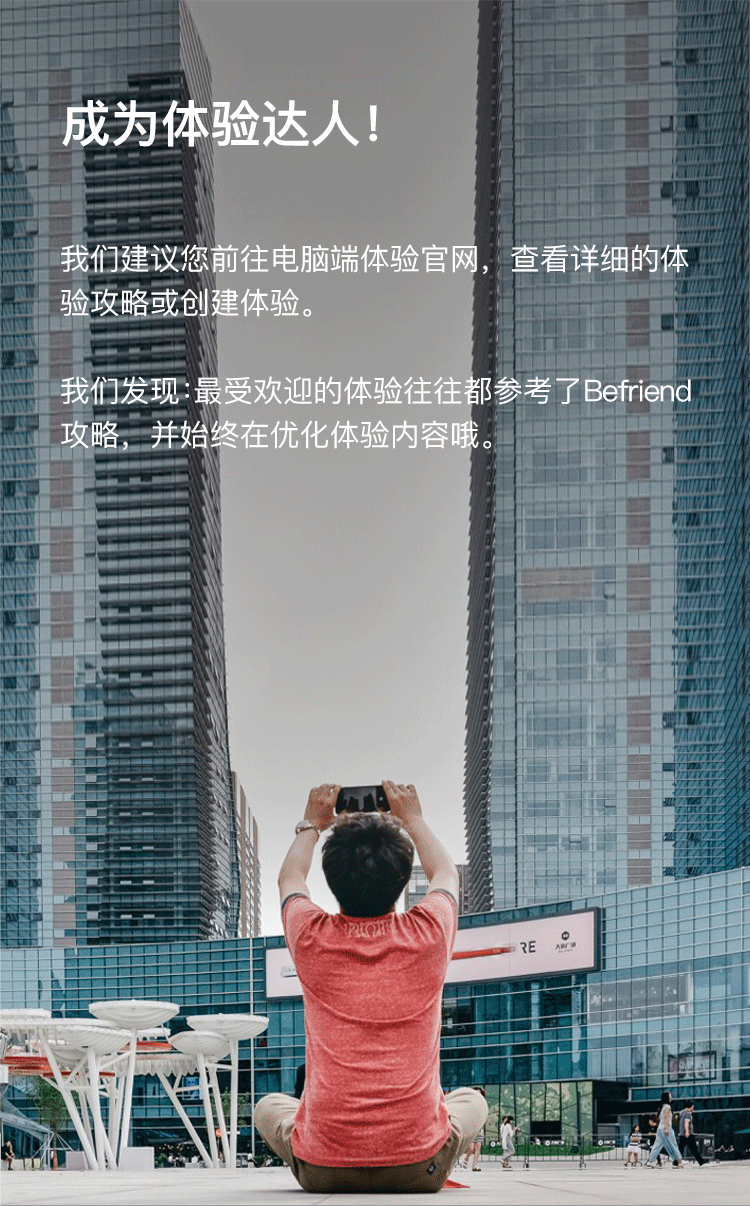 成为体验达人！
我们建议您前往电脑端体验官网，查看详细的体
验攻略或创建体验。
我们发现：最受欢迎的体验往往都参考了Befriend
攻略，并始终在优化体验内容哦。
RE